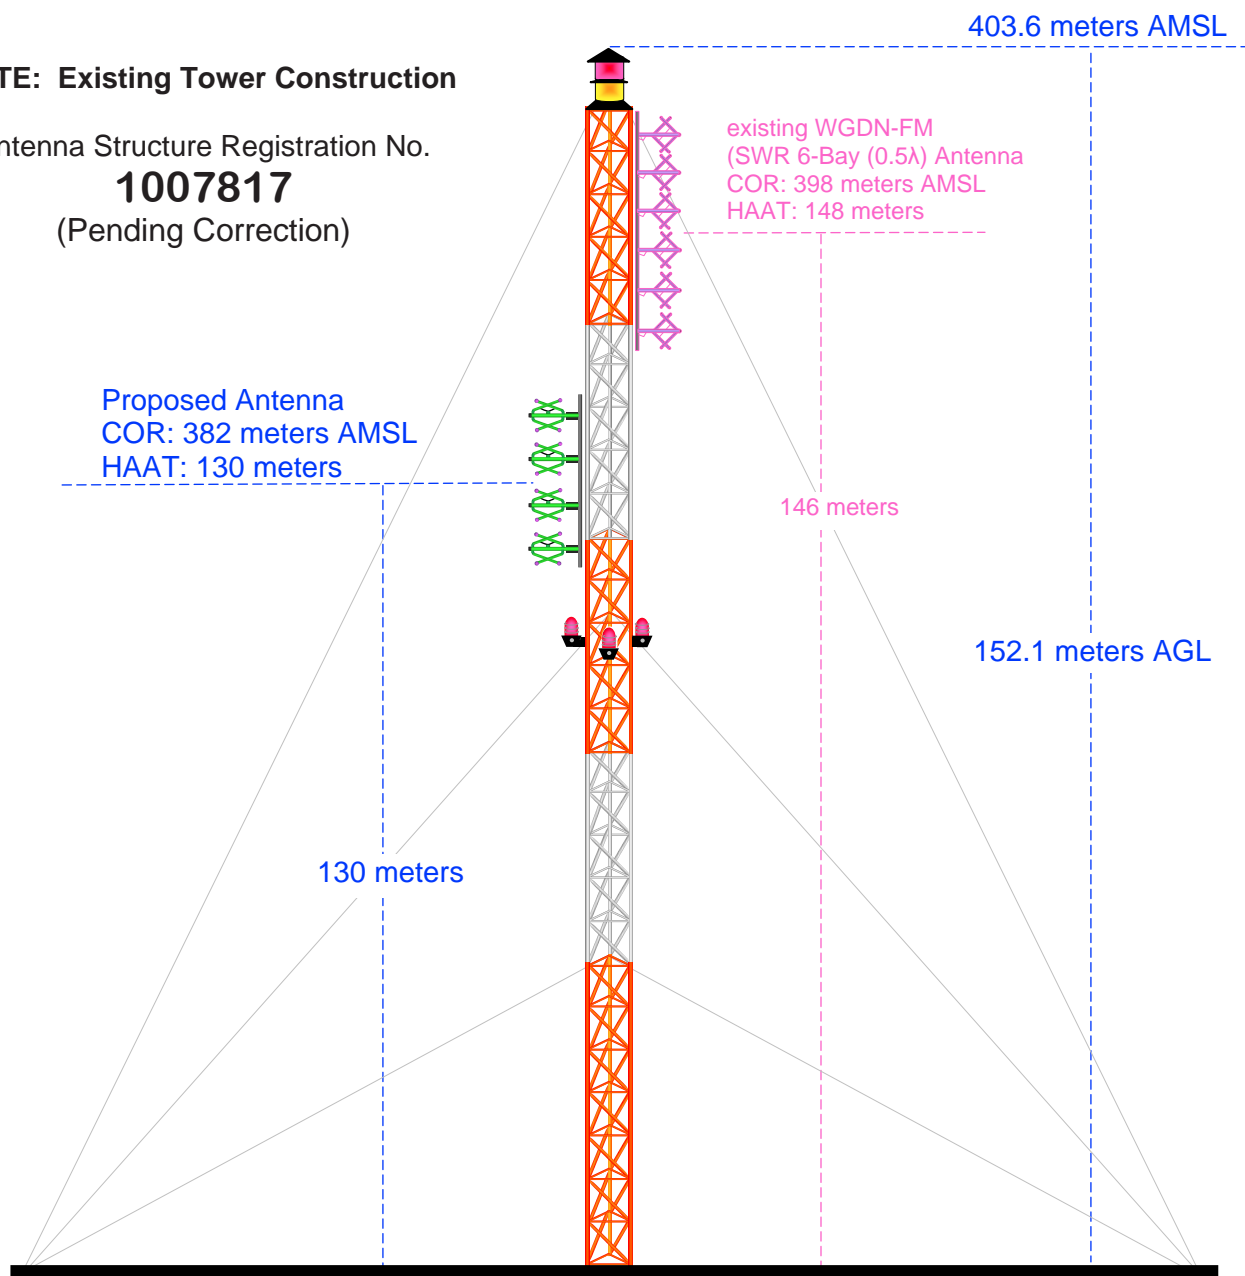 403.6 meters AMSL
TE: Existing Tower Construction
ntenna Structure Registration No.
1007817
(Pending Correction)
existing WGDN-FM
(SWR 6-Bay (0.5λ) Antenna
COR: 398 meters AMSL
HAAT: 148 meters
Proposed Antenna
COR: 382 meters AMSL
HAAT: 130 meters
146 meters
152.1 meters AGL
130 meters